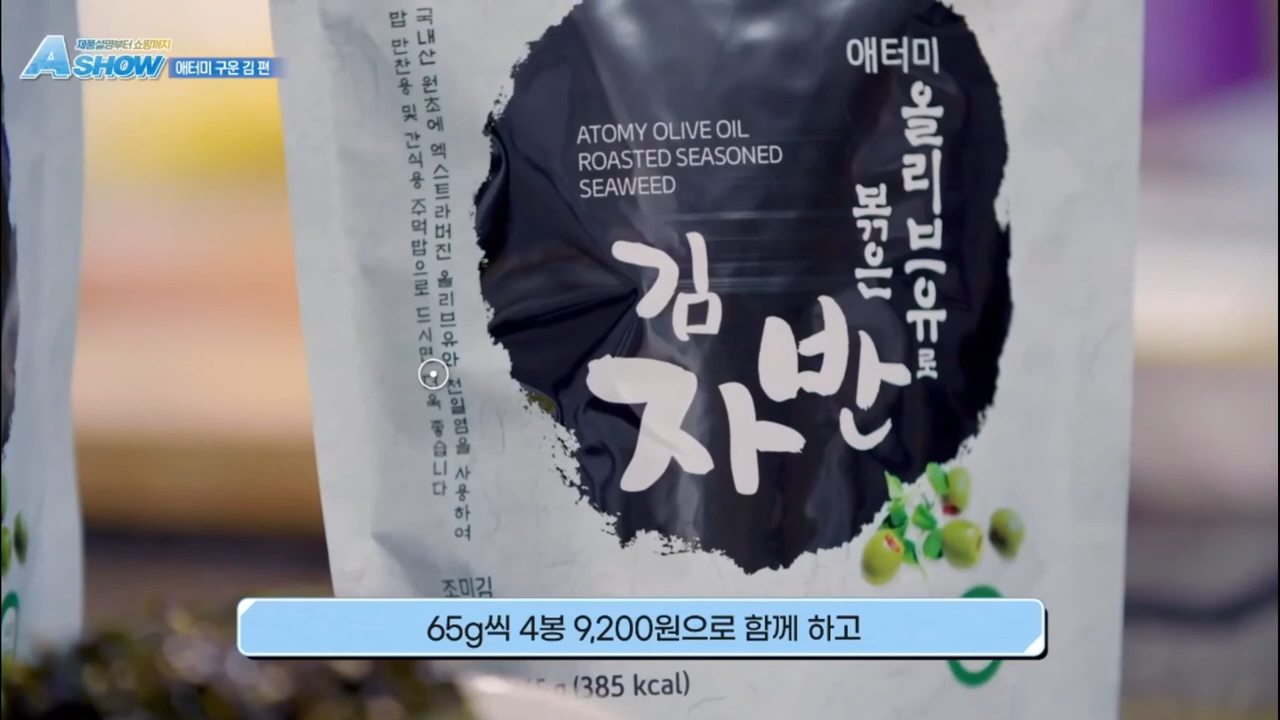 제품설명부터 쇼핑까지
A SHOW
애터미 구운 김 편
국내산 원초에 엑스트라버진 올리브유와 천일염을 사용하여
밥 반찬용 및 간식용 주먹밥으로 드시면 더욱 좋습니다
ATOMY OLIVE OIL
ROASTED SEASONED
SEAWEED
애터미
올리브유로
볶은
김
자반
조미김
65g씩 4봉 9,200원으로 함께 하고
(385 kcal)